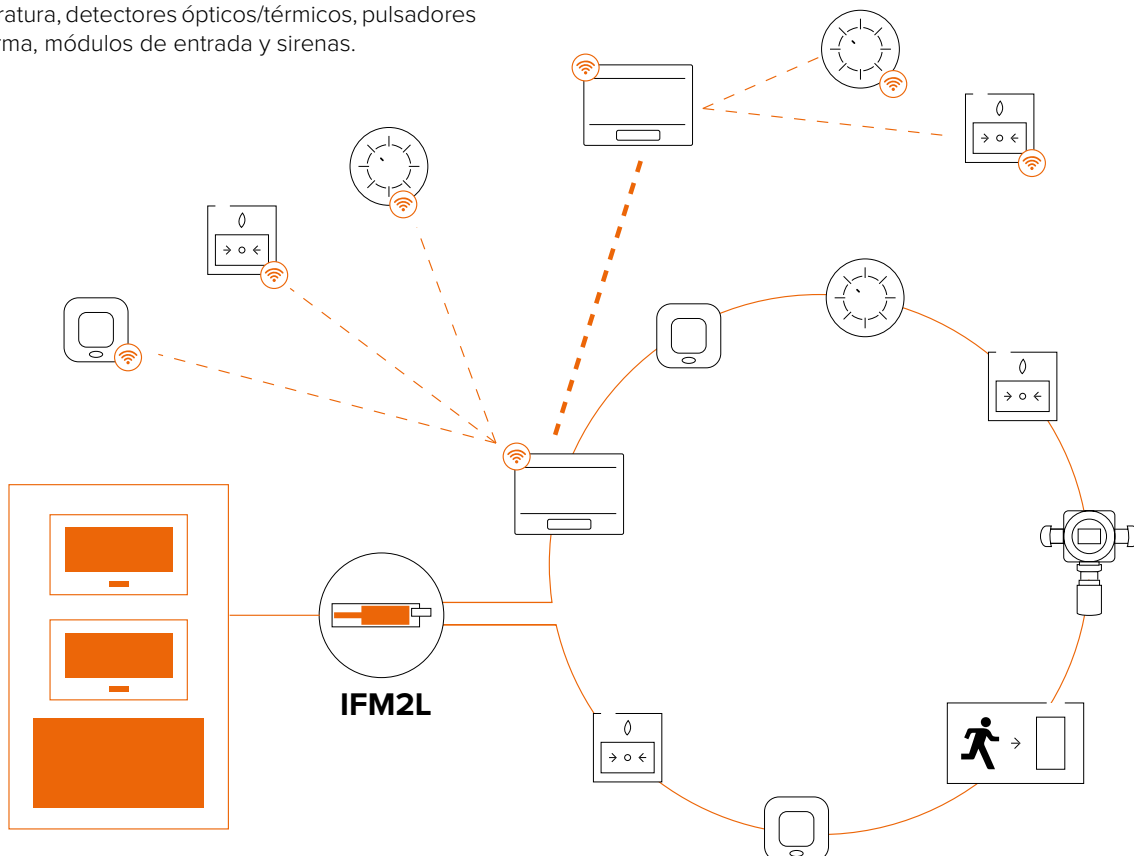 ratura, detectores ópticos/térmicos, pulsadores
rma, módulos de entrada y sirenas.
IFM2L